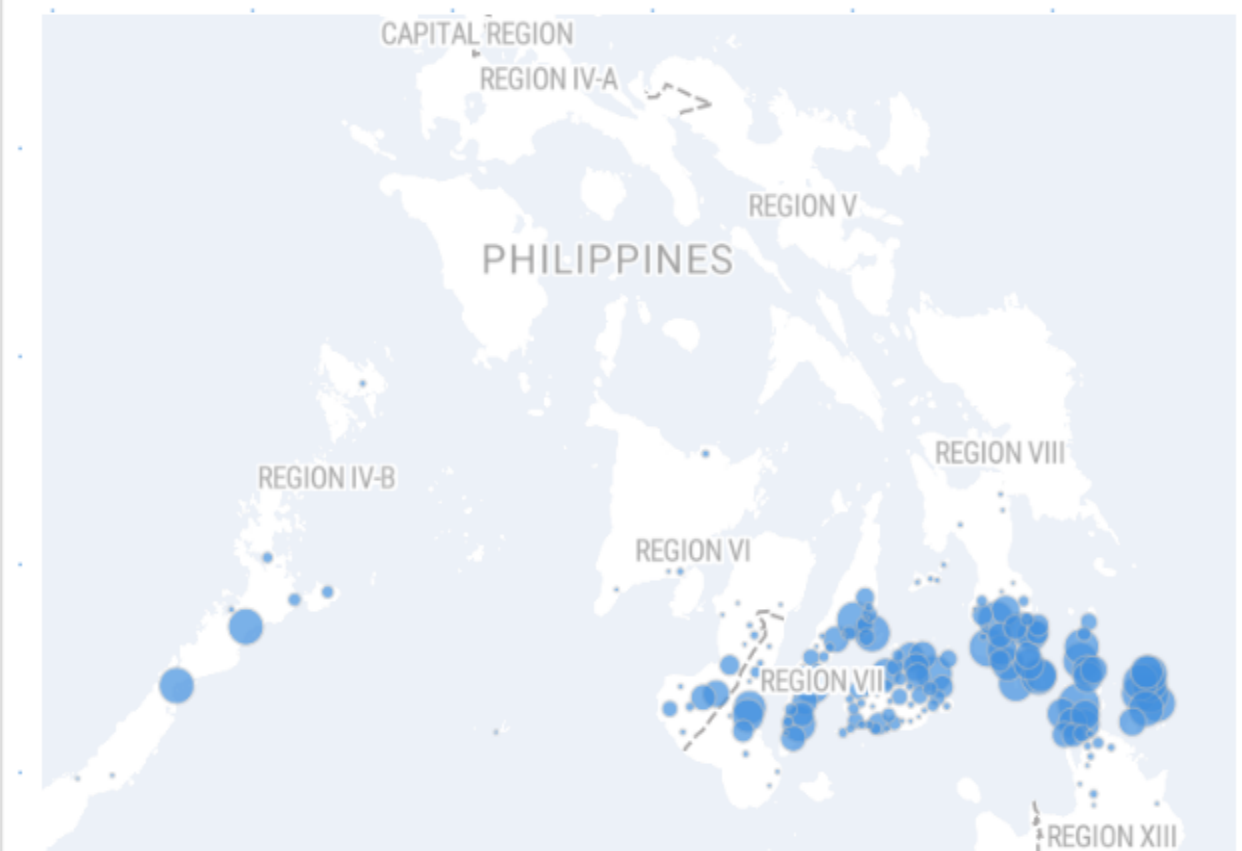 CAPITAL REGION
REGION IV-A
REGION V
PHILIPPINES
REGION VIII
REGION IV-B
REGION VI
REGION VII
REGION XIII